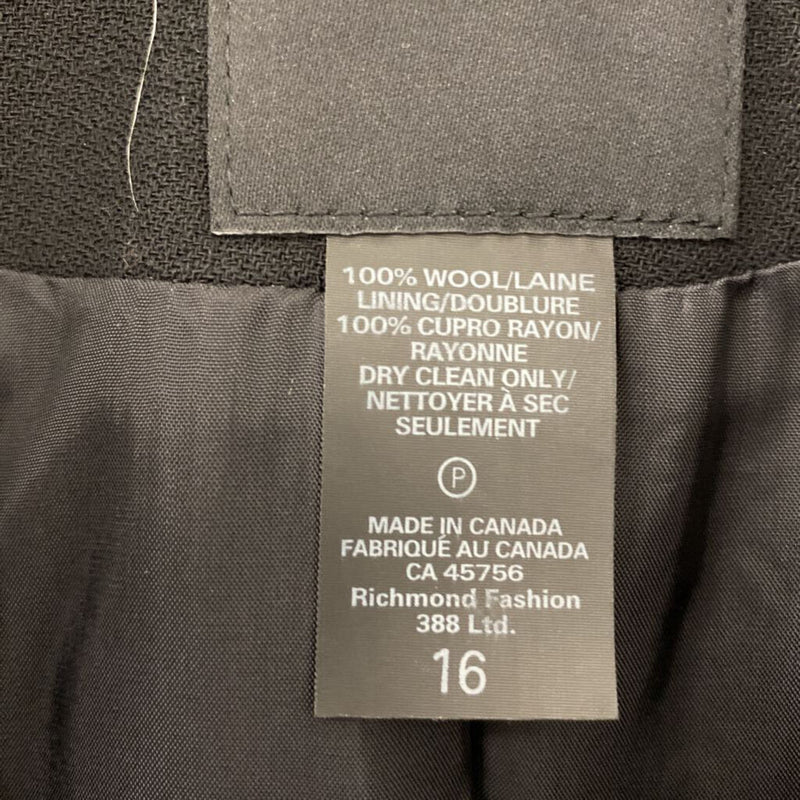 100% WOOL/LAINE
LINING/DOUBLURE
100% CUPRO RAYON/
RAYONNE
DRY CLEAN ONLY/
NETTOYER À SEC
SEULEMENT
P
MADE IN CANADA
FABRIQUÉ AU CANADA
CA 45756
Richmond Fashion
388 Ltd.
16